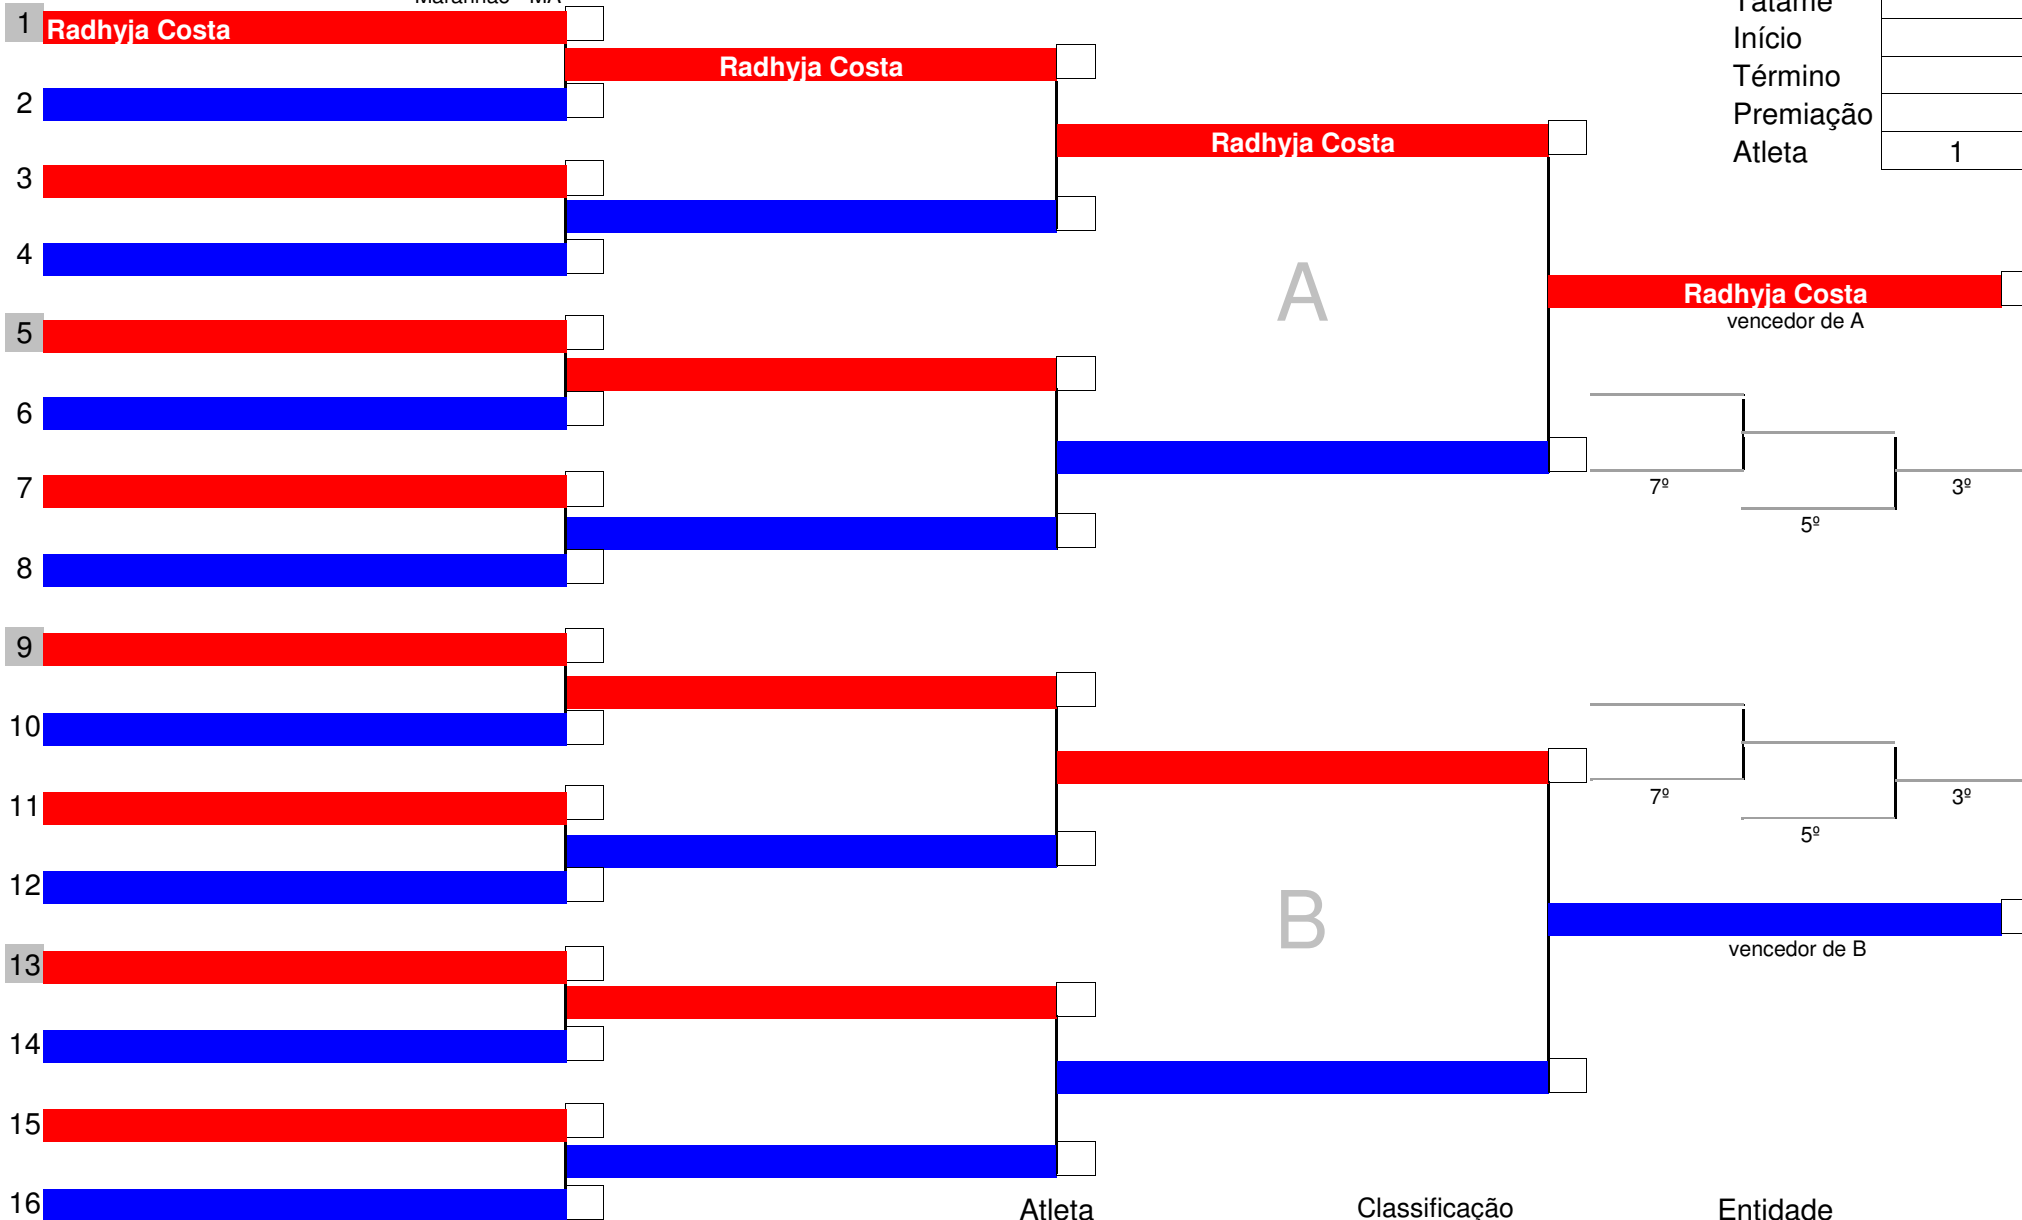 Maranhão - MA
1 Radhyja Costa
Tatame
Início
Radhyja Costa
Término
2
Premiação
Radhyja Costa
Atleta 1
3
4
A
Radhyja Costa
vencedor de A
5
6
7
7º 3º
5º
8
9
10
11
7º 3º
5º
12
B
13
vencedor de B
14
15
16
Atleta Classificação Entidade